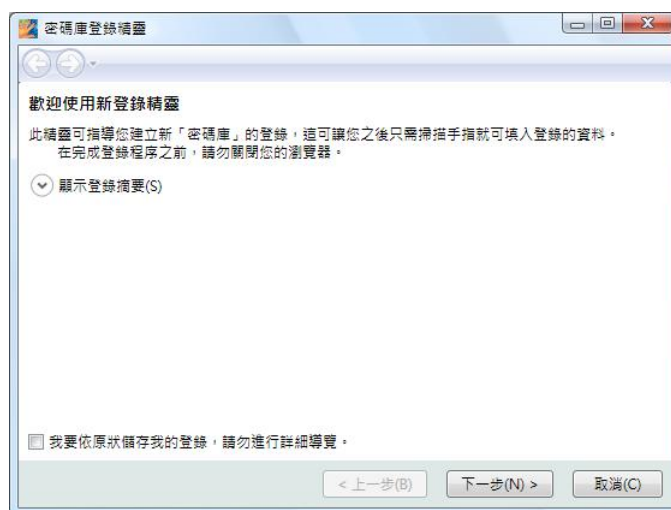 密碼庫登錄精靈
歡迎使用新登錄精靈
此精靈可指導您建立新「密碼庫」的登錄，這可讓您之後只需掃描手指就可填入登錄的資料。
在完成登錄程序之前，請勿關閉您的瀏覽器。
顯示登錄摘要(S)
我要依原狀儲存我的登錄，請勿進行詳細導覽。
< 上一步(B) 下一步(N) > 取消(C)